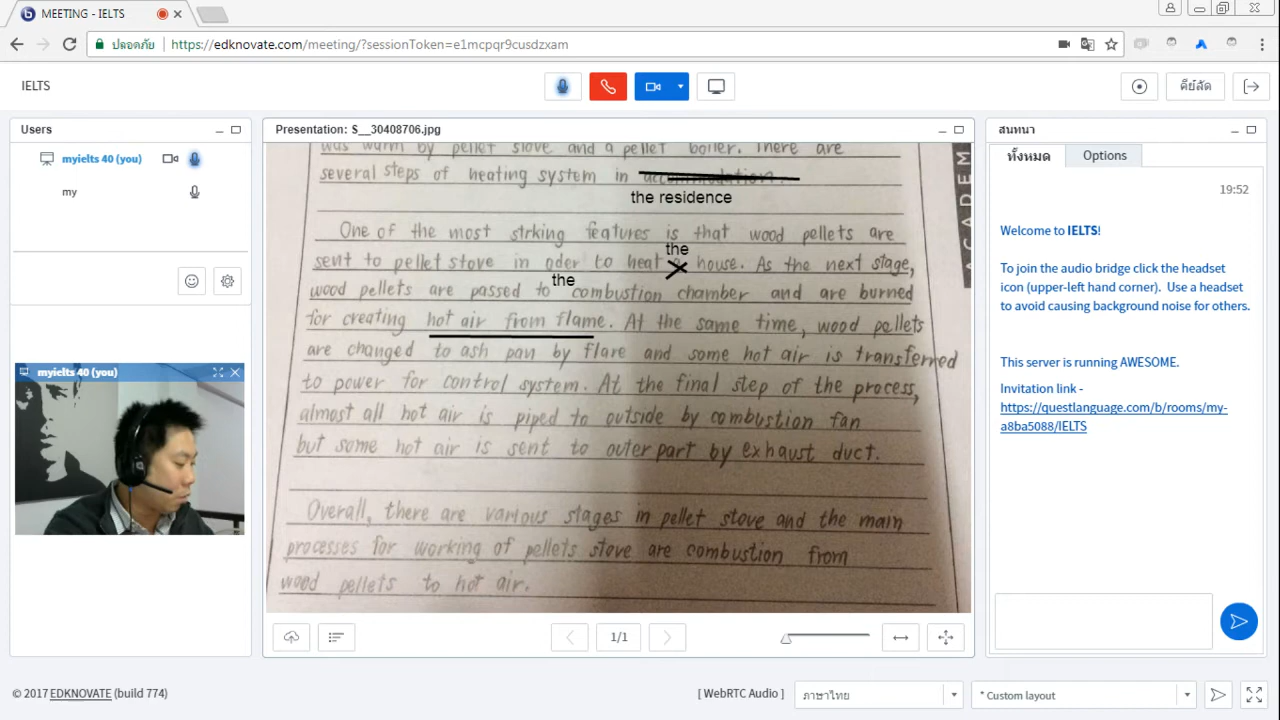 MEETING - IELTS
ปลอดภัย https://edknovate.com/meeting/?sessionToken=e1mcpqr9cusdzxam
IELTS
คีย์ลัด
Users
myielts 40 (you)
my
myielts 40 (you)
Presentation: S__30408706.jpg
was warm by pellet stove and a pellet boiler. There are
several steps of heating system in accommodation.
the residence
One of the most strking features is that wood pellets are
the
sent to pellet stove in oder to heat a house. As the next stage,
the
wood pellets are passed to combustion chamber and are burned
for creating hot air from flame. At the same time, wood pellets
are changed to ash pan by flare and some hot air is transferred
to power for control system. At the final step of the process,
almost all hot air is piped to outside by combustion fan
but some hot air is sent to outer part by exhaust duct.
Overall, there are various stages in pellet stove and the main
processes for working of pellets stove are combustion from
wood pellets to hot air.
ACADEM
1/1
สนทนา
ทั้งหมด
Options
19:52
Welcome to IELTS!
To join the audio bridge click the headset
icon (upper-left hand corner). Use a headset
to avoid causing background noise for others.
This server is running AWESOME.
Invitation link -
https://questlanguage.com/b/rooms/my-
a8ba5088/IELTS
© 2017 EDKNOVATE (build 774)
[ WebRTC Audio ]
ภาษาไทย
* Custom layout